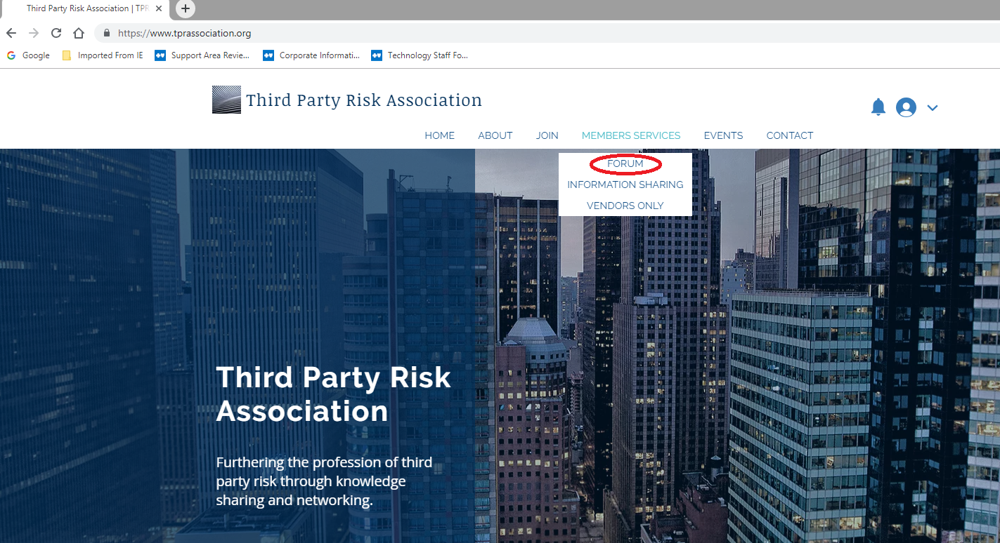 Third Party Risk Association | TPR
https://www.tprassociation.org
Google
Imported From IE
Support Area Revie...
Corporate Informati...
Technology Staff Fo...
Third Party Risk Association
HOME
ABOUT
JOIN
MEMBERS SERVICES
EVENTS
CONTACT
FORUM
INFORMATION SHARING
VENDORS ONLY
Third Party Risk
Association
Furthering the profession of third
party risk through knowledge
sharing and networking.